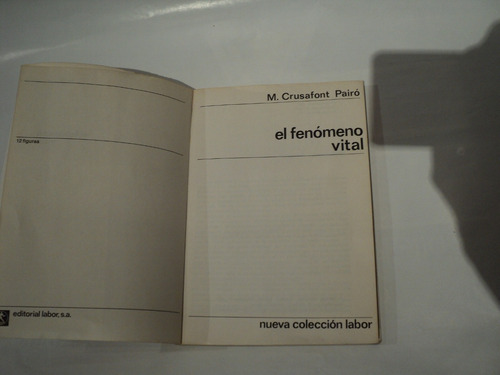 12 figuras
editorial labor, s.a.
M. Crusafont Pairó
el fenómeno
vital
nueva colección labor